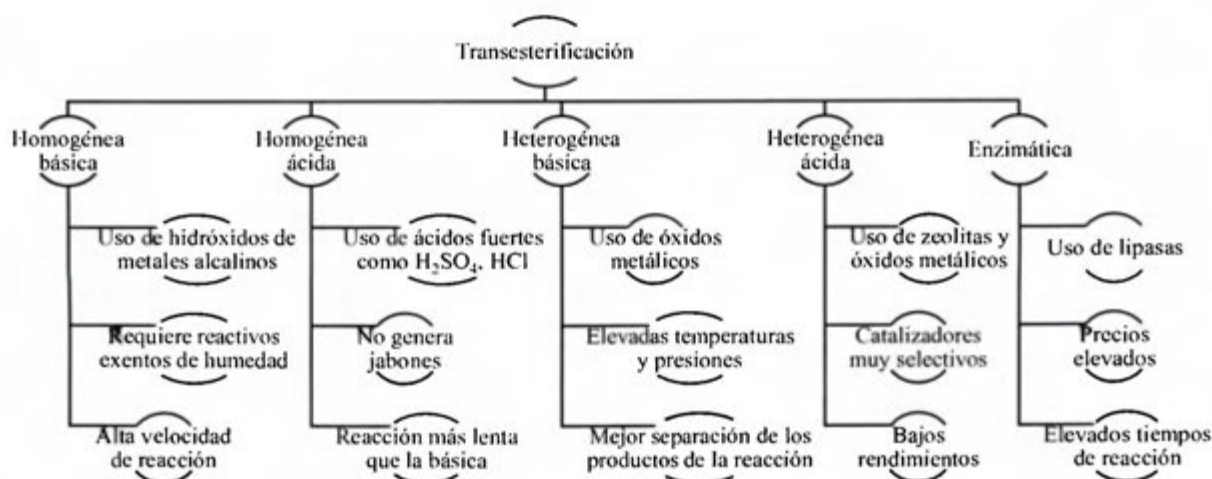 Transesterificación
Homogénea
básica
Homogénea
ácida
Heterogénea
básica
Heterogénea
ácida
Enzimática
Uso de hidróxidos de
metales alcalinos
Uso de ácidos fuertes
como H₂SO₄. HCl
Uso de óxidos
metálicos
Uso de zeolitas y
óxidos metálicos
Uso de lipasas
Requiere reactivos
exentos de humedad
No genera
jabones
Elevadas temperaturas
y presiones
Catalizadores
muy selectivos
Precios
elevados
Alta velocidad
de reacción
Reacción más lenta
que la básica
Mejor separación de los
productos de la reacción
Bajos
rendimientos
Elevados tiempos
de reacción